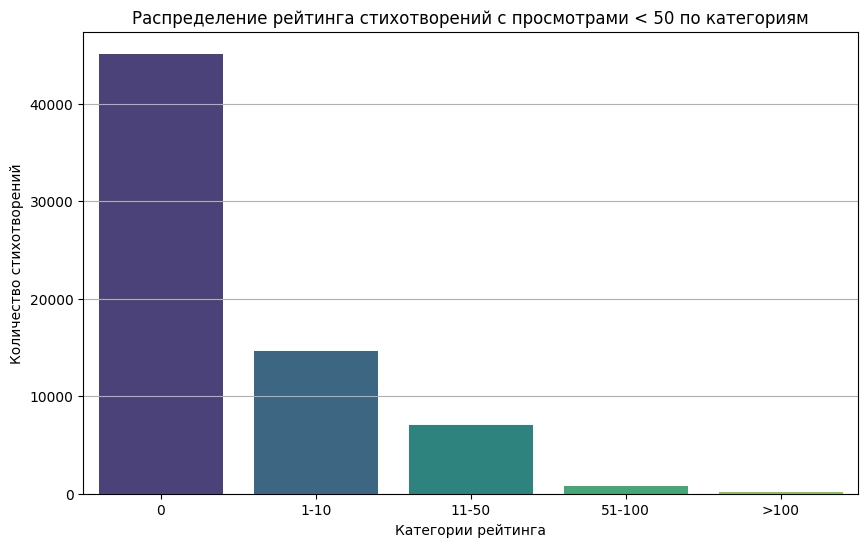 Распределение рейтинга стихотворений с просмотрами < 50 по категориям
Количество стихотворений
40000
30000
20000
10000
0
0 1-10 11-50 51-100 >100
Категории рейтинга